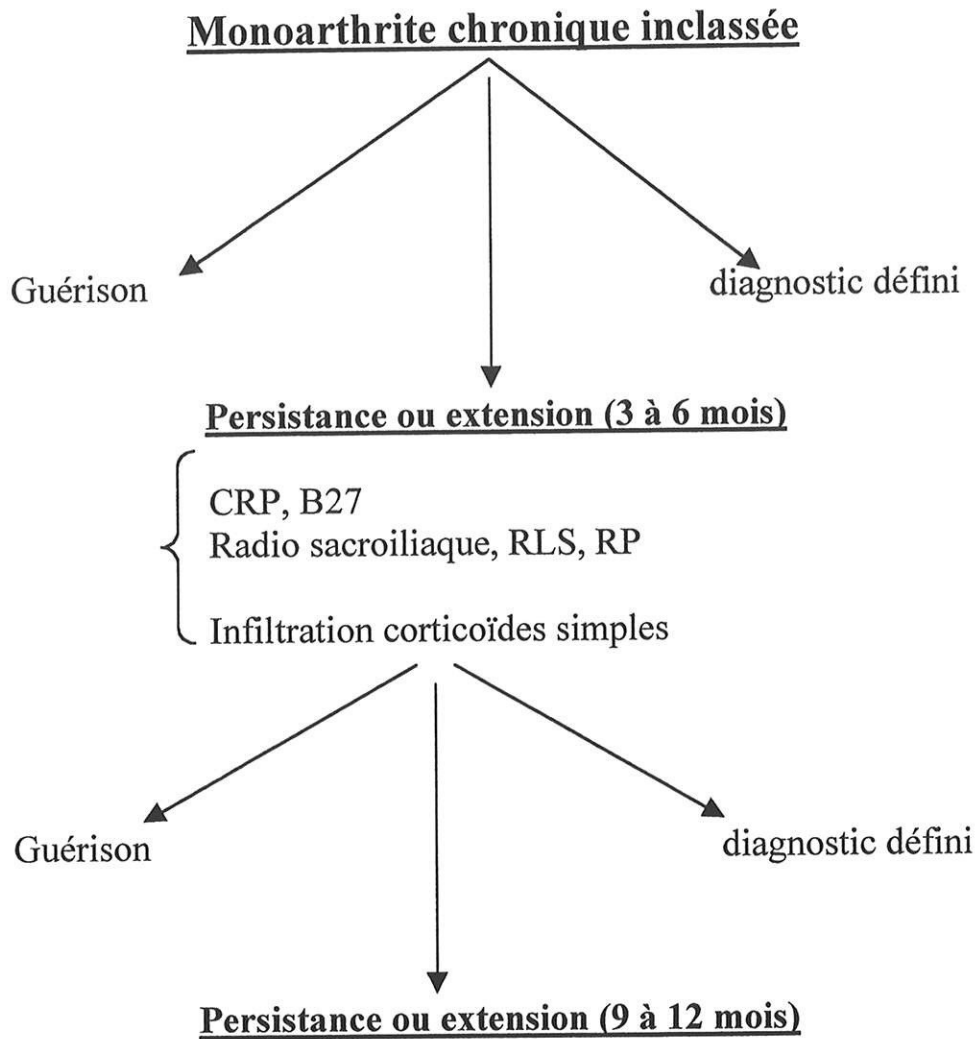 Monoarthrite chronique inclassée
Guérison
diagnostic défini
Persistance ou extension (3 à 6 mois)
CRP, B27
Radio sacroiliaque, RLS, RP
Infiltration corticoïdes simples
Guérison
diagnostic défini
Persistance ou extension (9 à 12 mois)